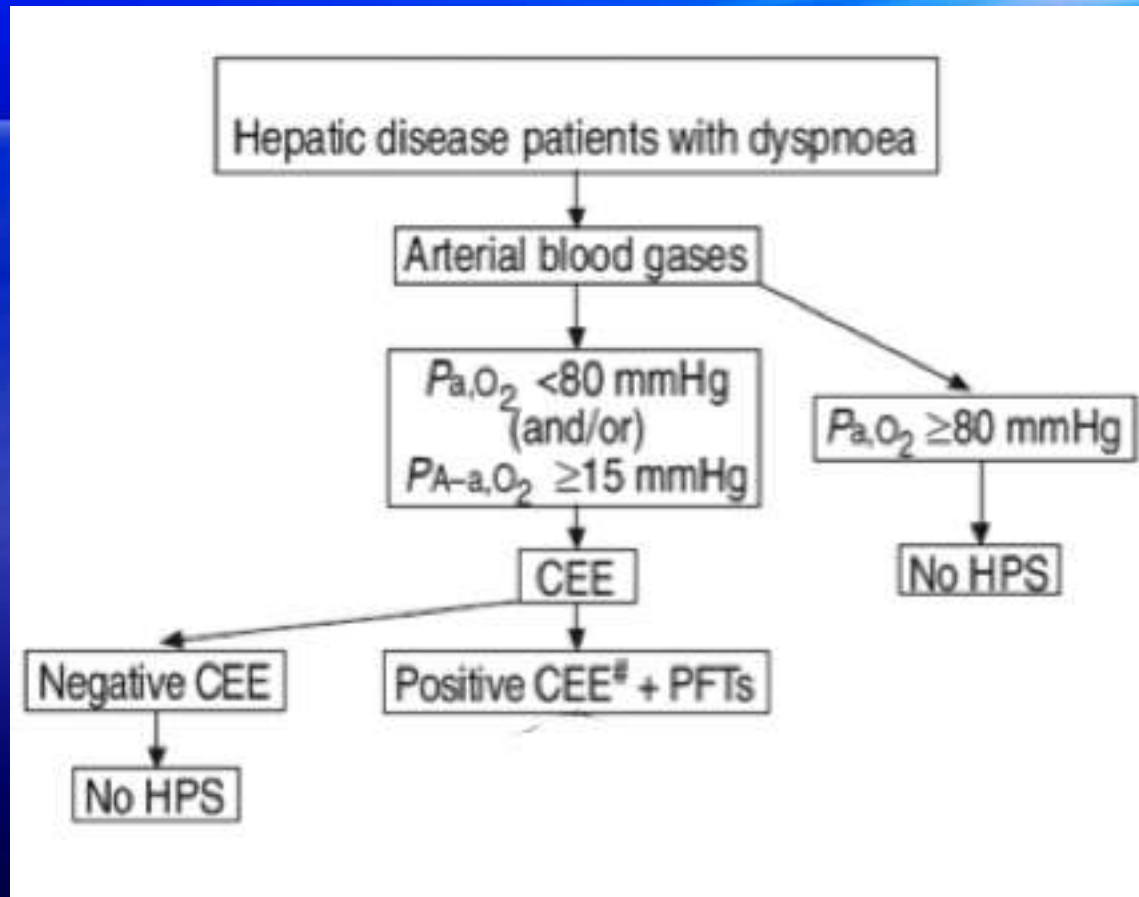 Hepatic disease patients with dyspnoea
Arterial blood gases
Pa,O₂ <80 mmHg
(and/or)
PA–a,O₂ ≥15 mmHg
Pa,O₂ ≥80 mmHg
CEE
No HPS
Negative CEE
Positive CEE# + PFTs
No HPS